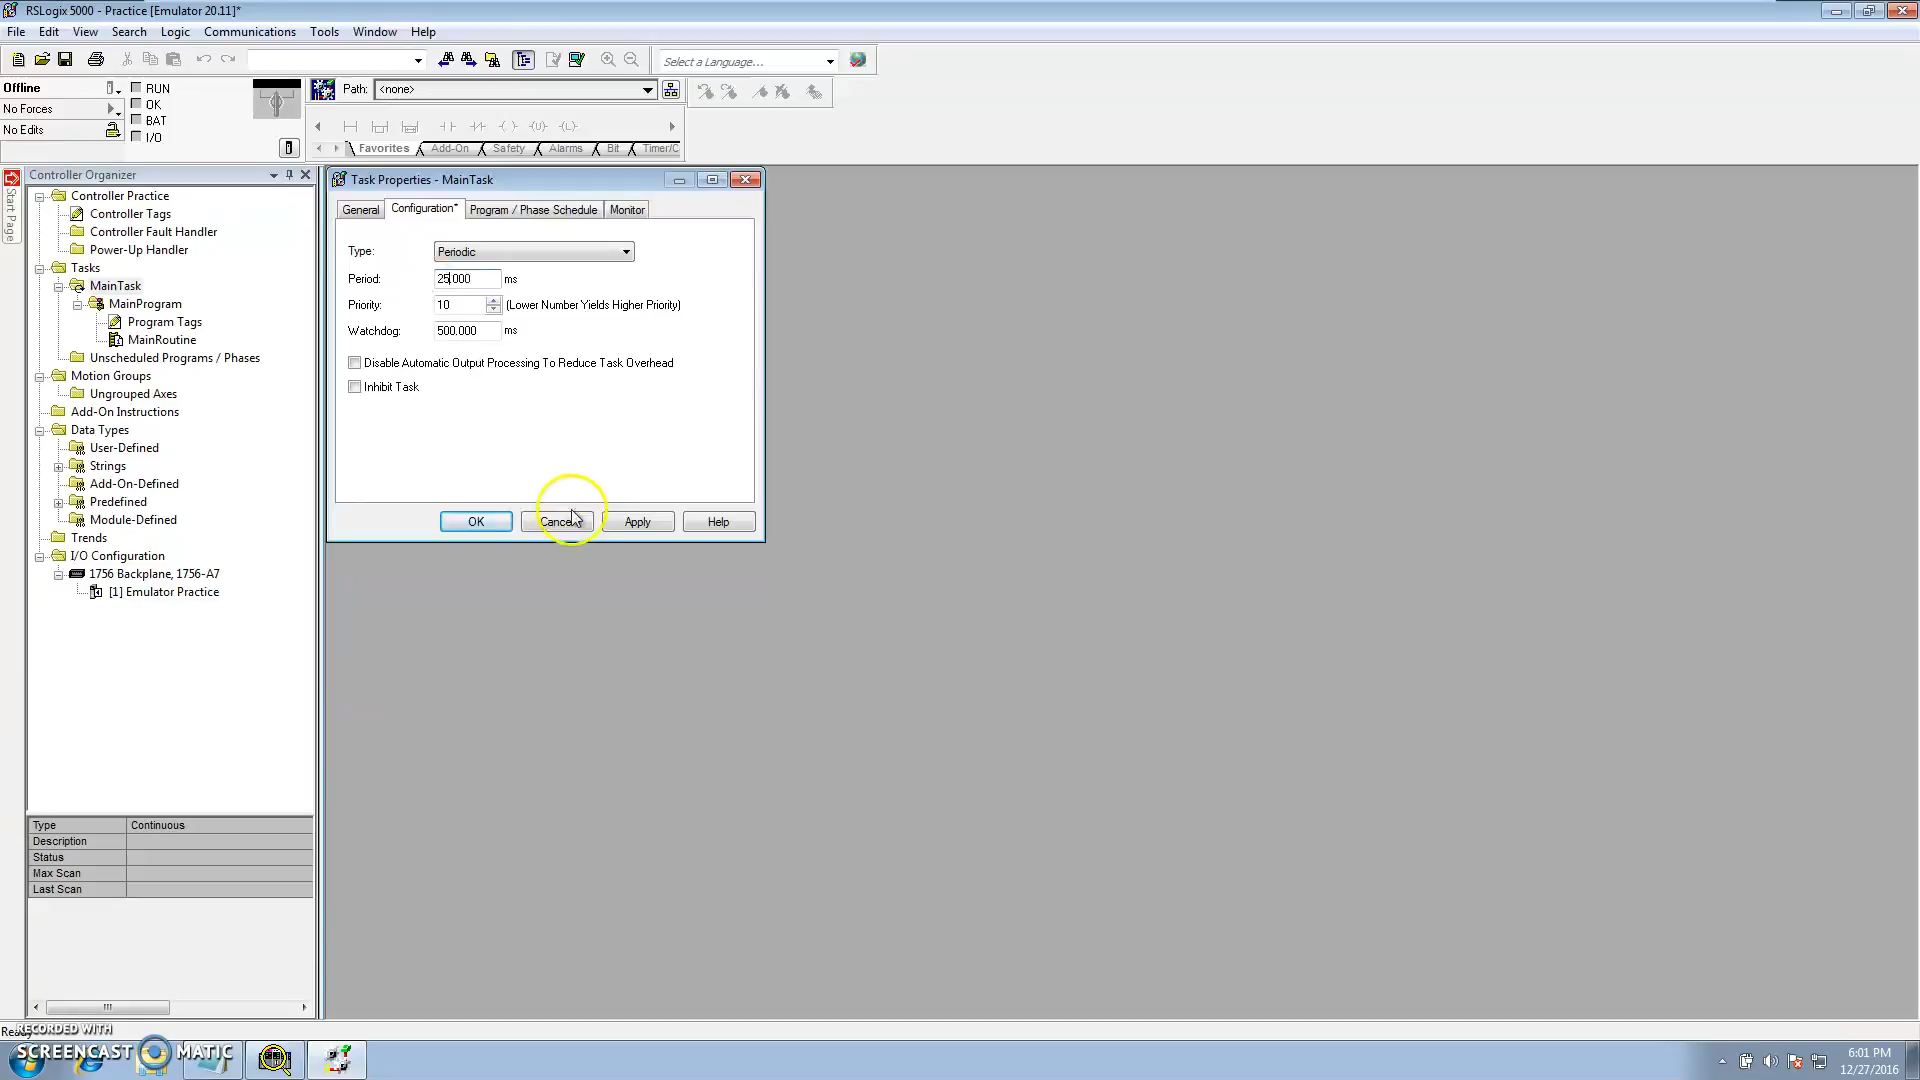 RSLogix 5000 - Practice [Emulator 20.11]*
File Edit View Search Logic Communications Tools Window Help
Select a Language...
Offline
RUN
No Forces
OK
No Edits
BAT
I/O
Path: <none>
Favorites Add-On Safety Alarms Bit Timer/C
Start Page
Controller Organizer
Controller Practice
Controller Tags
Controller Fault Handler
Power-Up Handler
Tasks
MainTask
MainProgram
Program Tags
MainRoutine
Unscheduled Programs / Phases
Motion Groups
Ungrouped Axes
Add-On Instructions
Data Types
User-Defined
Strings
Add-On-Defined
Predefined
Module-Defined
Trends
I/O Configuration
1756 Backplane, 1756-A7
[1] Emulator Practice
Type Continuous
Description
Status
Max Scan
Last Scan
Task Properties - MainTask
General Configuration* Program / Phase Schedule Monitor
Type: Periodic
Period: 25.000 ms
Priority: 10 (Lower Number Yields Higher Priority)
Watchdog: 500.000 ms
Disable Automatic Output Processing To Reduce Task Overhead
Inhibit Task
OK Cancel Apply Help
RECORDED WITH
SCREENCAST MATIC
6:01 PM
12/27/2016